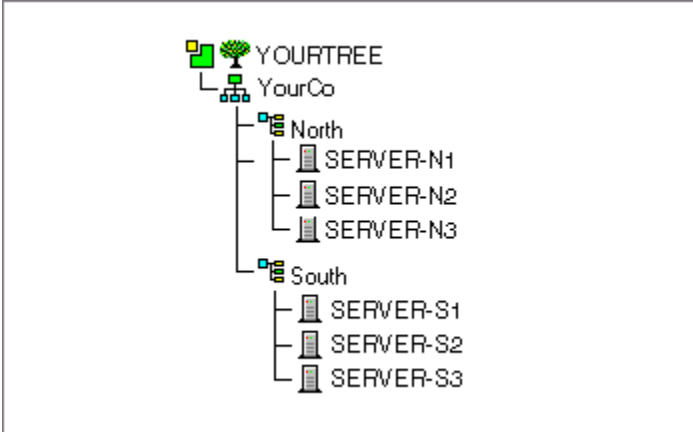 YOURTREE
YourCo
North
SERVER-N1
SERVER-N2
SERVER-N3
South
SERVER-S1
SERVER-S2
SERVER-S3